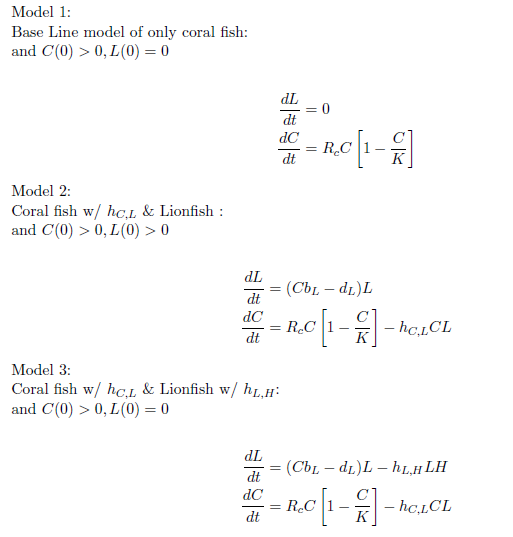 Model 1:
Base Line model of only coral fish:
and C(0) > 0, L(0) = 0
dL/dt = 0
dC/dt = R_c C [1 − C/K]
Model 2:
Coral fish w/ h_{C,L} & Lionfish :
and C(0) > 0, L(0) > 0
dL/dt = (Cb_L − d_L)L
dC/dt = R_c C [1 − C/K] − h_{C,L}CL
Model 3:
Coral fish w/ h_{C,L} & Lionfish w/ h_{L,H}:
and C(0) > 0, L(0) = 0
dL/dt = (Cb_L − d_L)L − h_{L,H}LH
dC/dt = R_c C [1 − C/K] − h_{C,L}CL